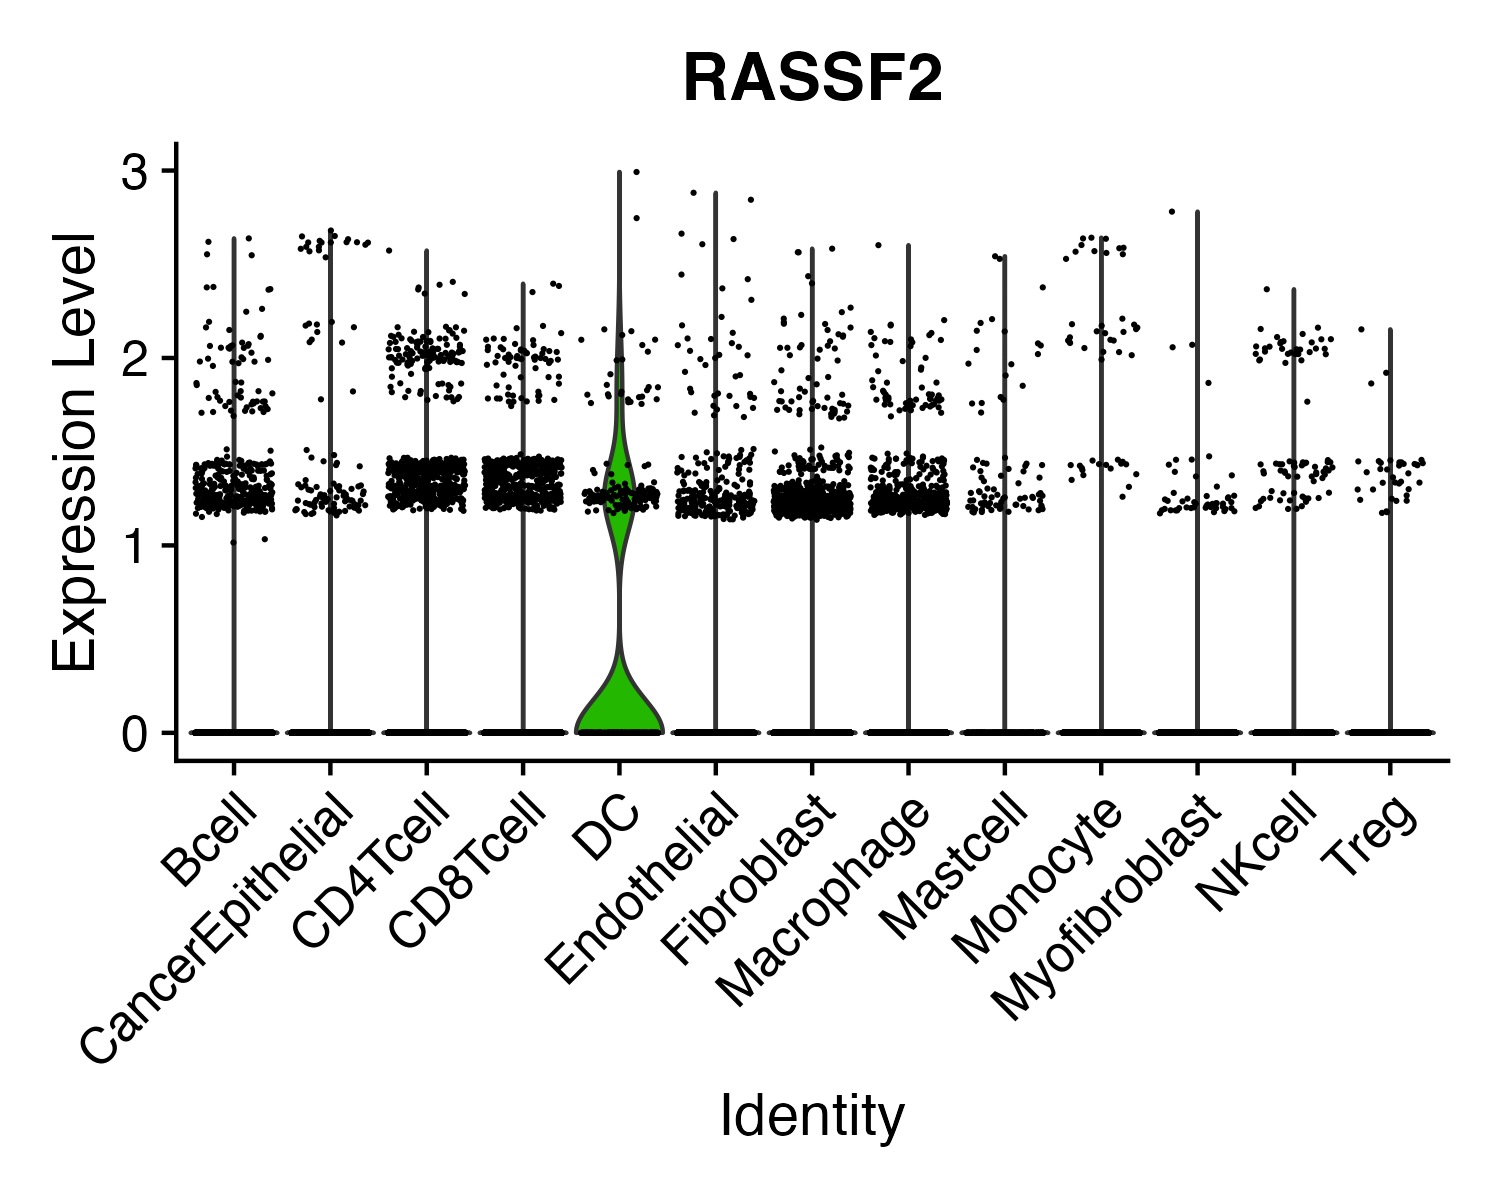 RASSF2
Expression Level
3
2
1
0
Bcell
CancerEpithelial
CD4Tcell
CD8Tcell
DC
Endothelial
Fibroblast
Macrophage
Mastcell
Monocyte
Myofibroblast
NKcell
Treg
Identity